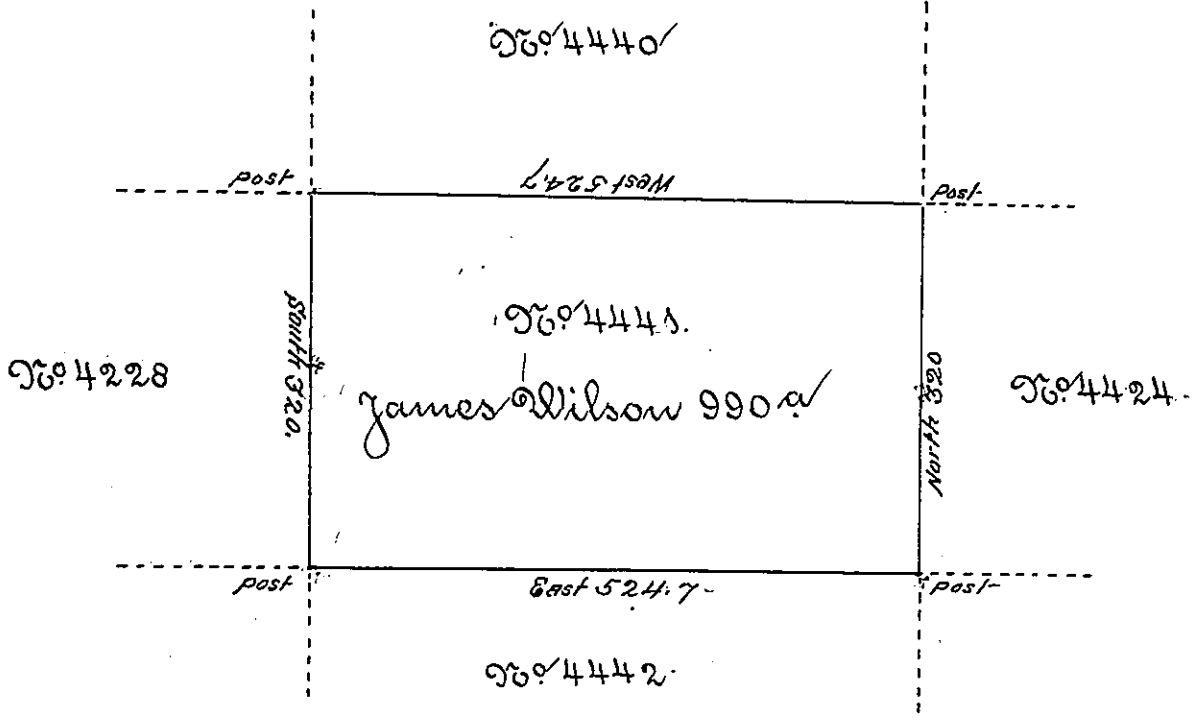 No. 4440
post
West 524.7
post
South 320.
No. 4441.
North 320
No. 4228
James Wilson 990 a
No. 4424
post
East 524.7
post
No. 4442